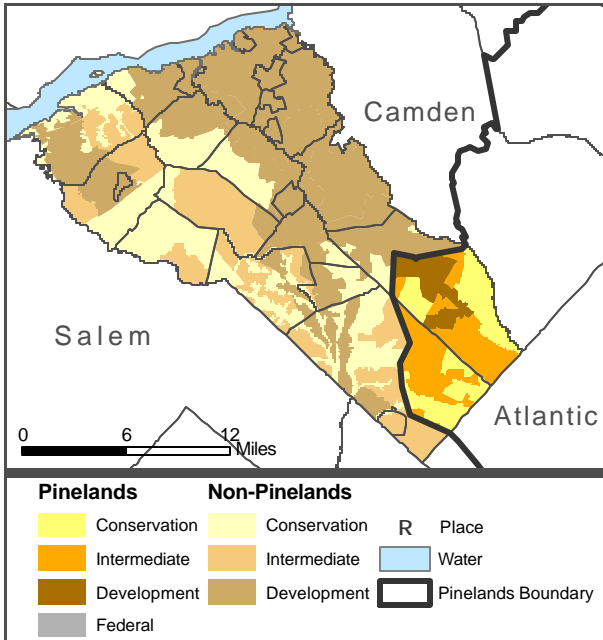 Camden
Salem
Atlantic
0 6 12
Miles
Pinelands Non-Pinelands
Conservation Conservation R Place
Intermediate Intermediate Water
Development Development Pinelands Boundary
Federal